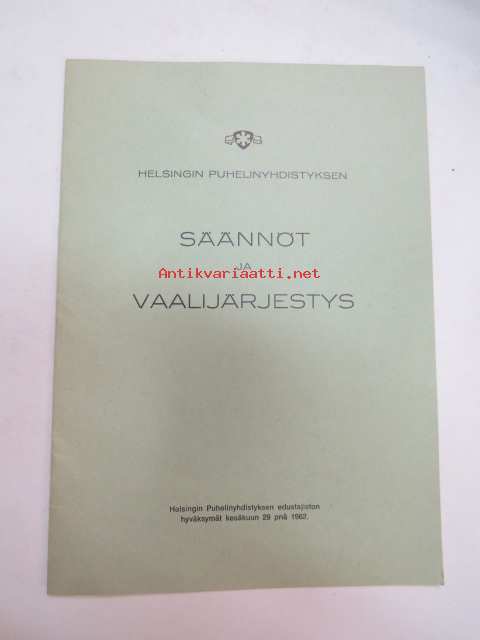 HELSINGIN PUHELINYHDISTYKSEN
SÄÄNNÖT
JA
Antikvariaatti.net
VAALIJÄRJESTYS
Helsingin Puhelinyhdistyksen edustajiston
hyväksymät kesäkuun 29 pnä 1962.